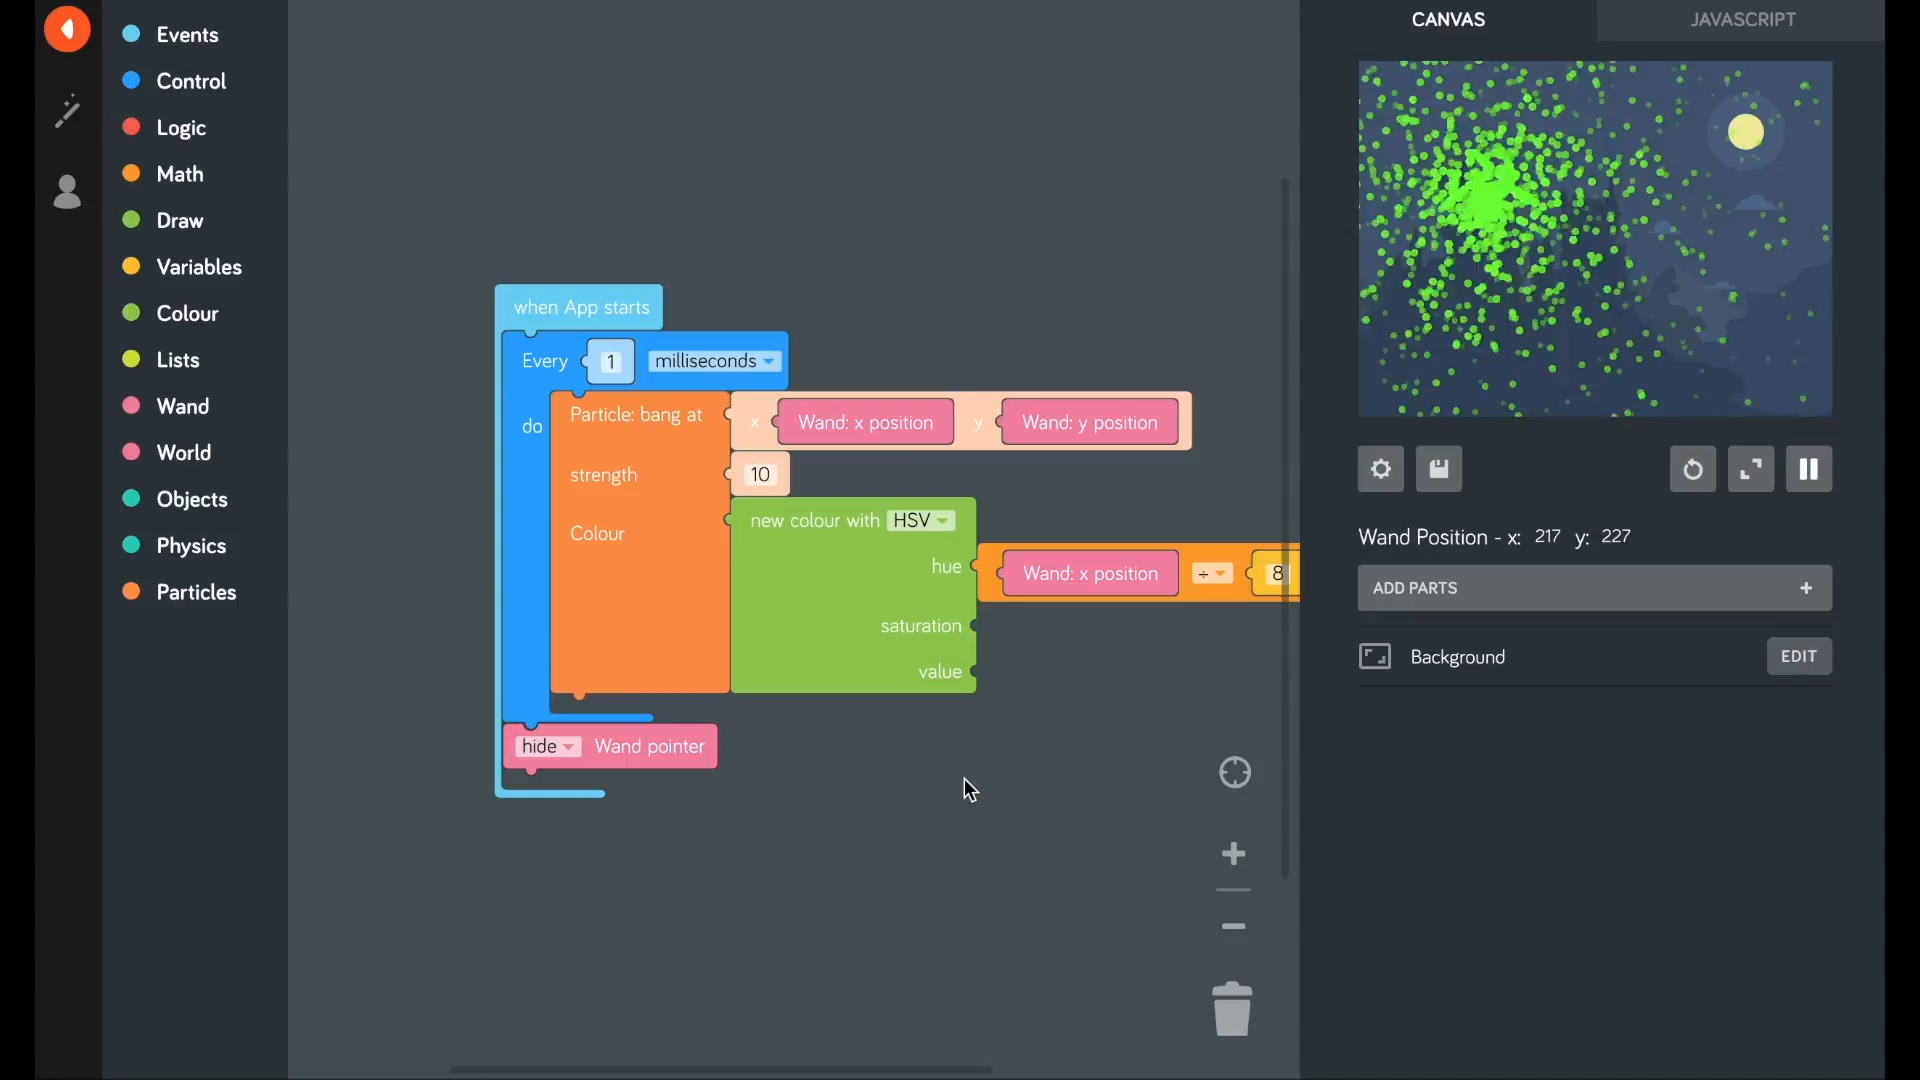 Events
Control
Logic
Math
Draw
Variables
Colour
Lists
Wand
World
Objects
Physics
Particles
when App starts
Every 1 milliseconds
do
Particle: bang at x Wand: x position y Wand: y position
strength 10
Colour
new colour with HSV
hue Wand: x position ÷ 8
saturation
value
hide Wand pointer
CANVAS
JAVASCRIPT
Wand Position - x: 217 y: 227
ADD PARTS +
Background EDIT